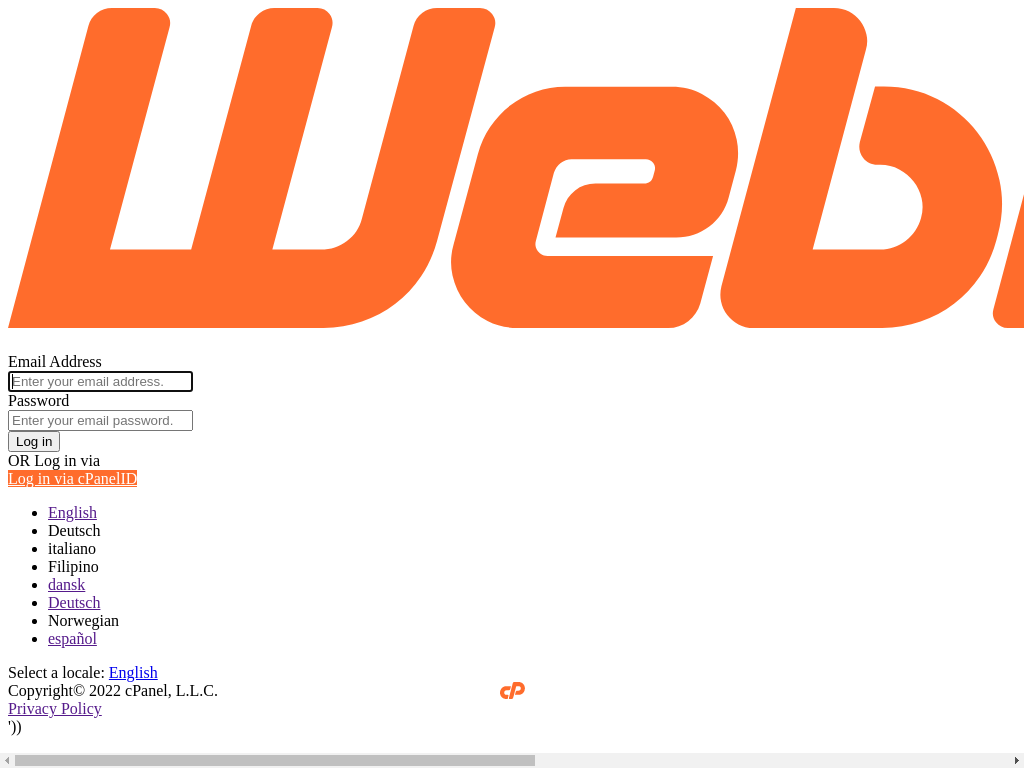 Web
Email Address
Enter your email address.
Password
Enter your email password.
Log in
OR Log in via
Log in via cPanelID
English
Deutsch
italiano
Filipino
dansk
Deutsch
Norwegian
español
Select a locale: English
Copyright© 2022 cPanel, L.L.C.
cP
Privacy Policy
'))